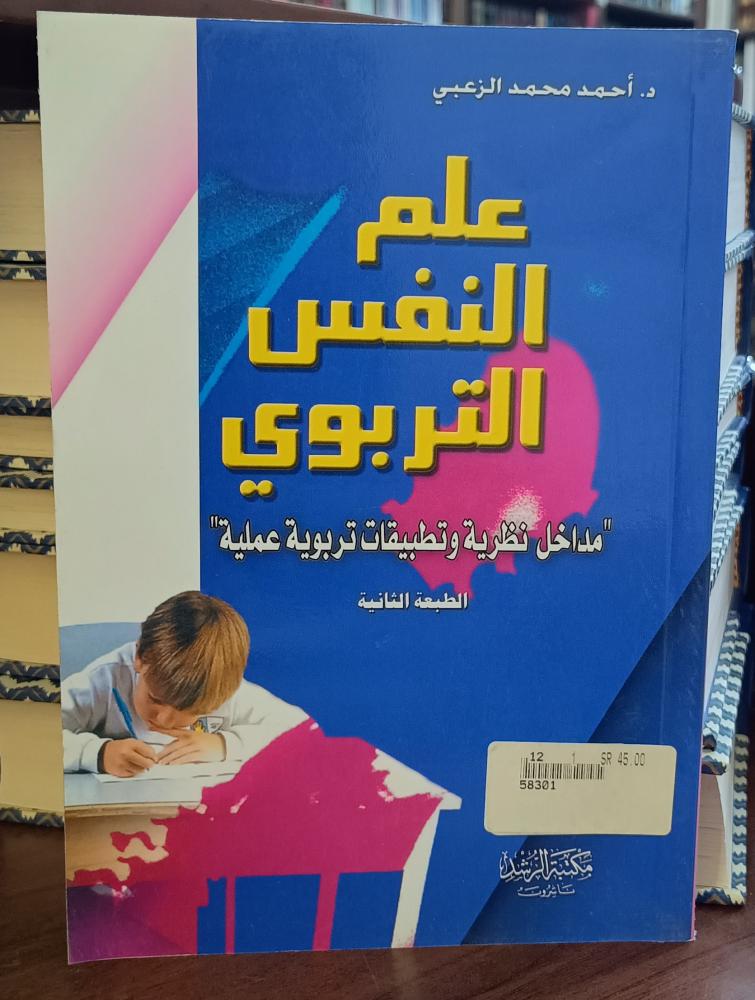 د. أحمد محمد الزعبي
علم
النفس
التربوي
"مداخل نظرية وتطبيقات تربوية عملية"
الطبعة الثانية
12 1 SR 45.00
58301
مكتبة الرشد
ناشرون